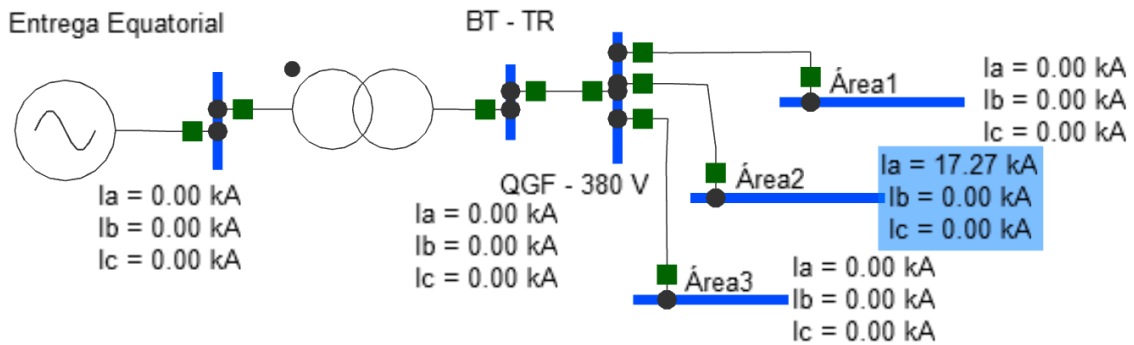 Entrega Equatorial
BT - TR
Área1
Ia = 0.00 kA
Ib = 0.00 kA
Ic = 0.00 kA
Área2
Ia = 17.27 kA
Ib = 0.00 kA
Ic = 0.00 kA
QGF - 380 V
Ia = 0.00 kA
Ib = 0.00 kA
Ic = 0.00 kA
Ia = 0.00 kA
Ib = 0.00 kA
Ic = 0.00 kA
Área3
Ia = 0.00 kA
Ib = 0.00 kA
Ic = 0.00 kA